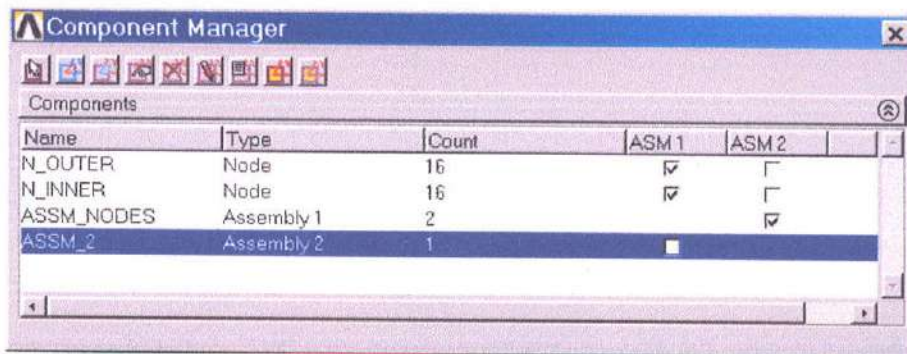 Component Manager
Components
Name Type Count ASM 1 ASM 2
N_OUTER Node 16
N_INNER Node 16
ASSM_NODES Assembly 1 2
ASSM_2 Assembly 2 1